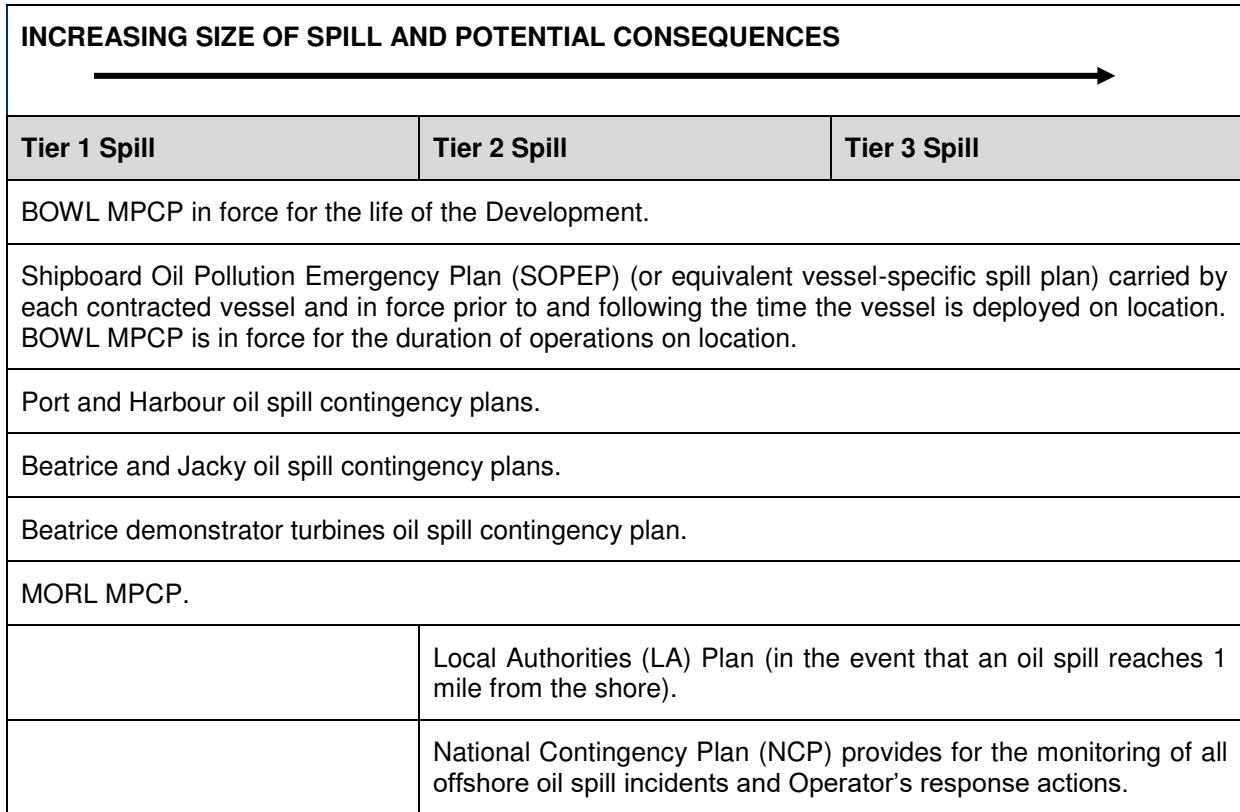 INCREASING SIZE OF SPILL AND POTENTIAL CONSEQUENCES
Tier 1 Spill
Tier 2 Spill
Tier 3 Spill
BOWL MPCP in force for the life of the Development.
Shipboard Oil Pollution Emergency Plan (SOPEP) (or equivalent vessel-specific spill plan) carried by
each contracted vessel and in force prior to and following the time the vessel is deployed on location.
BOWL MPCP is in force for the duration of operations on location.
Port and Harbour oil spill contingency plans.
Beatrice and Jacky oil spill contingency plans.
Beatrice demonstrator turbines oil spill contingency plan.
MORL MPCP.
Local Authorities (LA) Plan (in the event that an oil spill reaches 1
mile from the shore).
National Contingency Plan (NCP) provides for the monitoring of all
offshore oil spill incidents and Operator’s response actions.